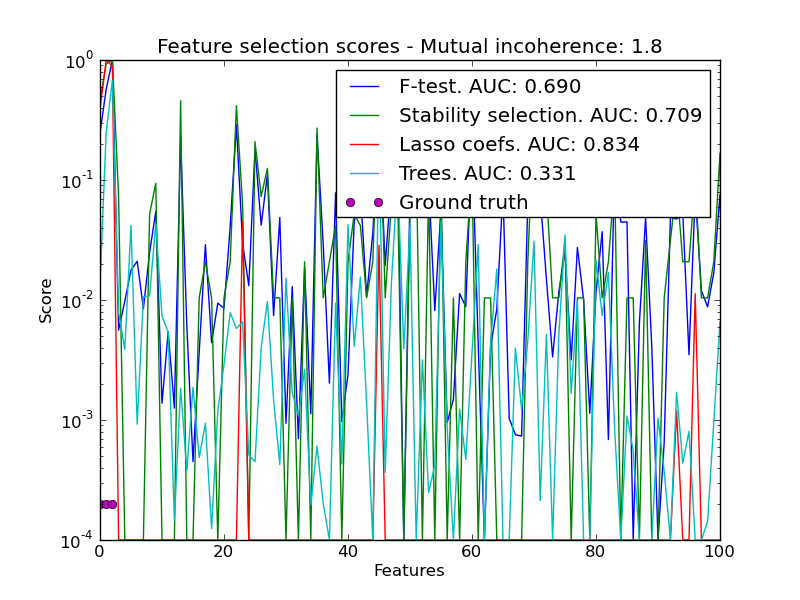 Feature selection scores - Mutual incoherence: 1.8
F-test. AUC: 0.690
Stability selection. AUC: 0.709
Lasso coefs. AUC: 0.834
Trees. AUC: 0.331
Ground truth
10^0
10^-1
10^-2
10^-3
10^-4
Score
0 20 40 60 80 100
Features